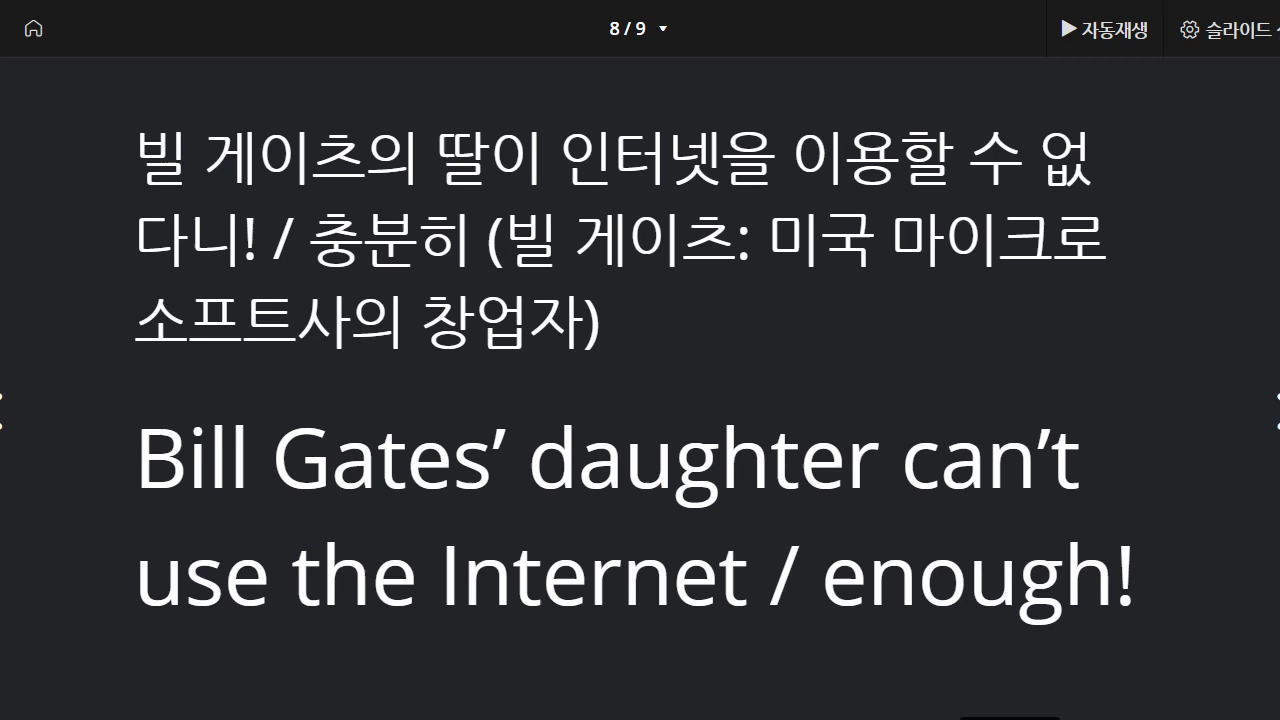 8 / 9
자동재생
슬라이드
빌 게이츠의 딸이 인터넷을 이용할 수 없
다니! / 충분히 (빌 게이츠: 미국 마이크로
소프트사의 창업자)
Bill Gates’ daughter can’t
use the Internet / enough!